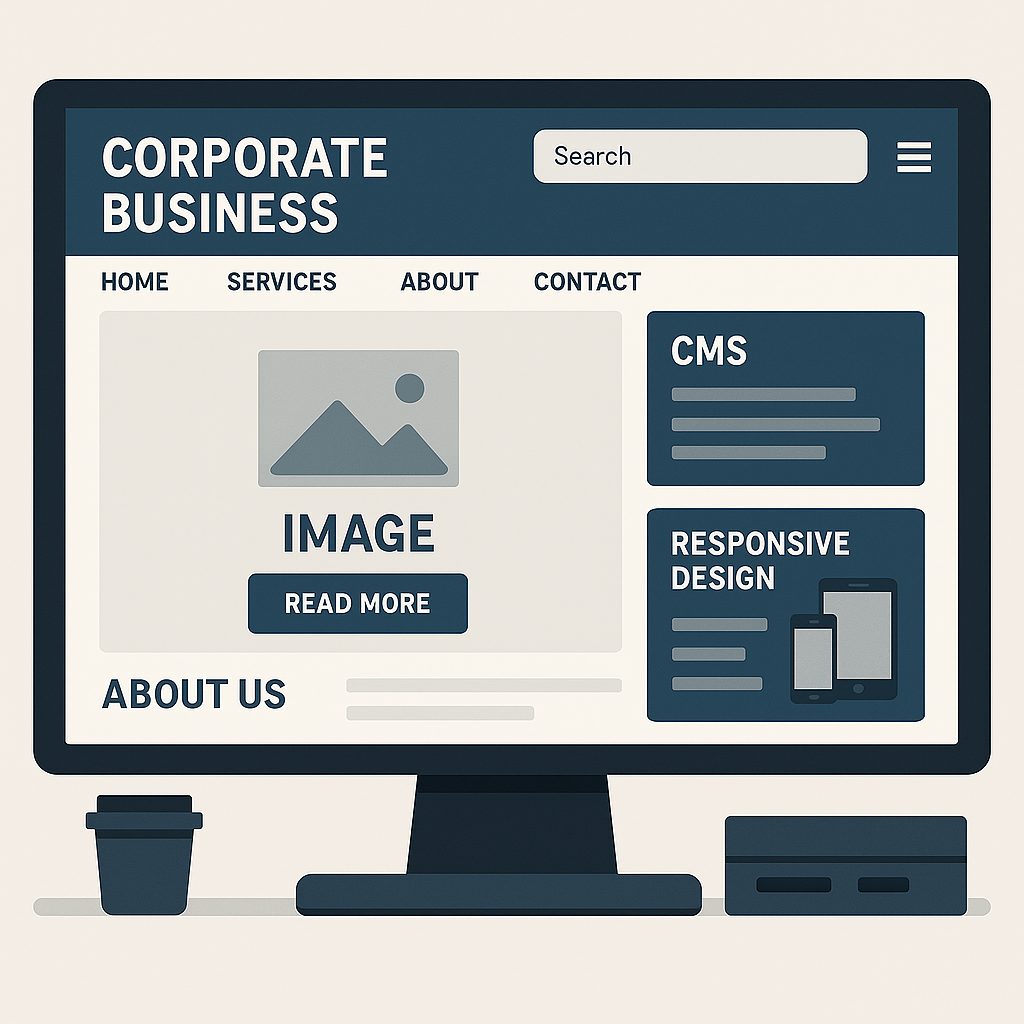 CORPORATE
BUSINESS
Search
HOME SERVICES ABOUT CONTACT
IMAGE
READ MORE
ABOUT US
CMS
RESPONSIVE
DESIGN